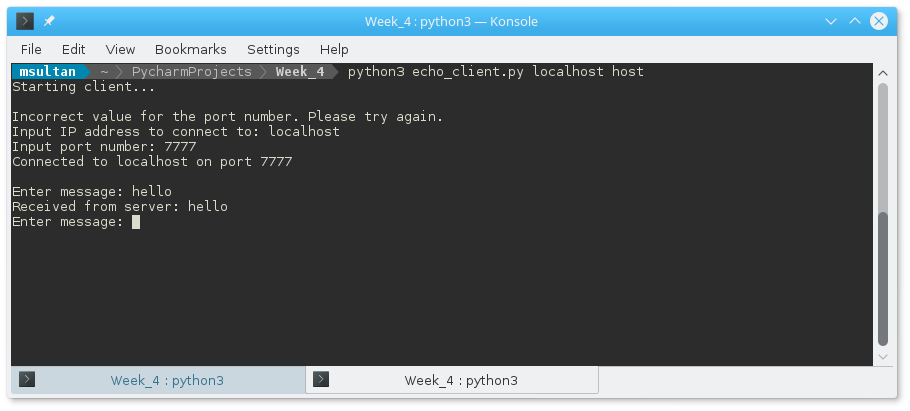 Week_4 : python3 — Konsole
File Edit View Bookmarks Settings Help
msultan ~ PycharmProjects Week_4 python3 echo_client.py localhost host
Starting client...
Incorrect value for the port number. Please try again.
Input IP address to connect to: localhost
Input port number: 7777
Connected to localhost on port 7777
Enter message: hello
Received from server: hello
Enter message:
Week_4 : python3 Week_4 : python3